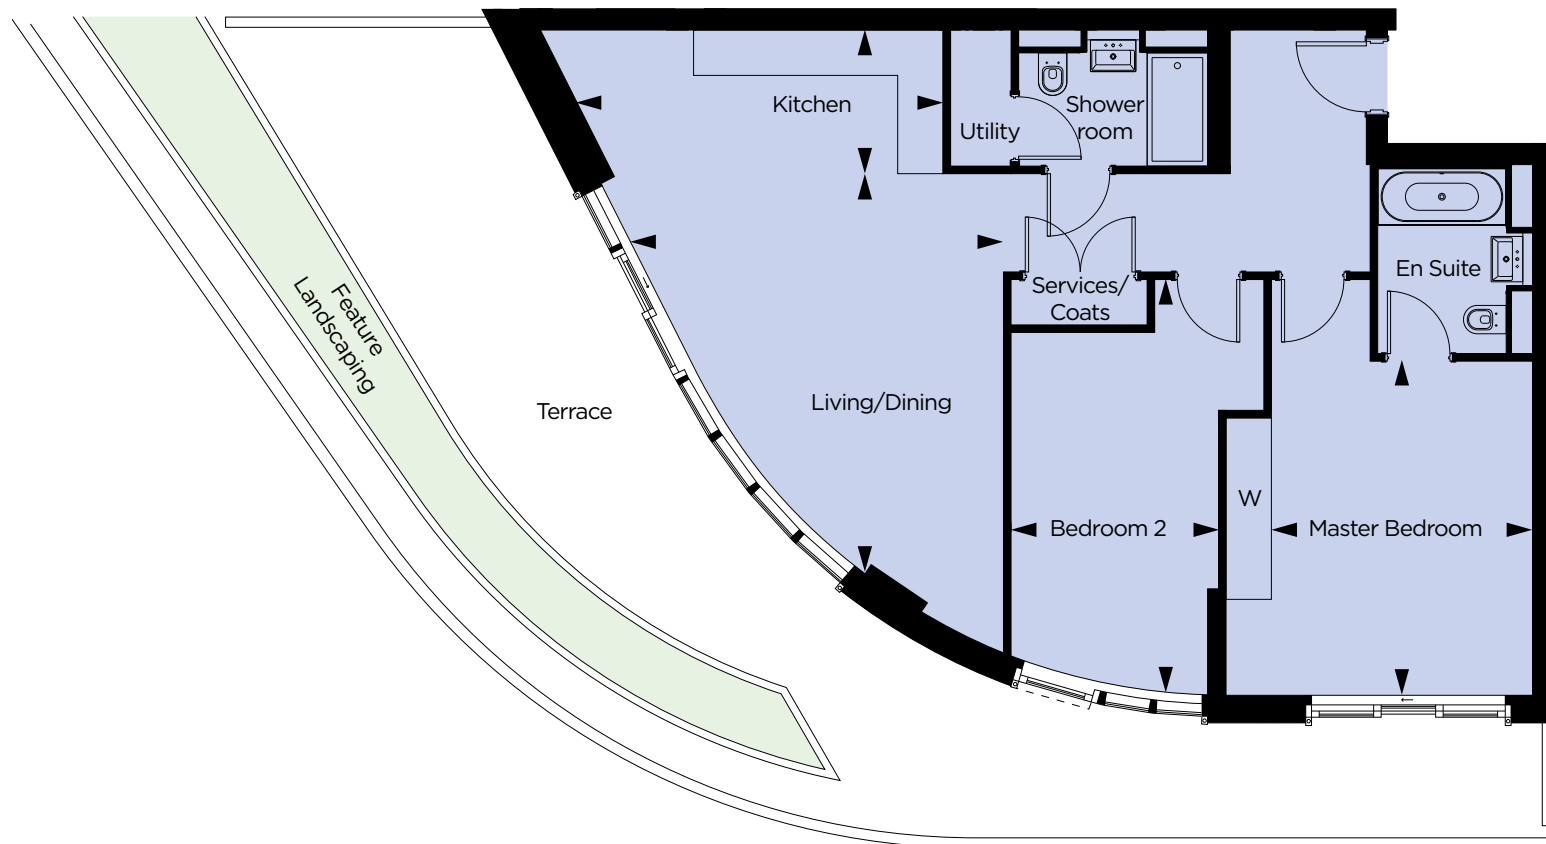 Kitchen
Utility
Shower
room
En Suite
Services/
Coats
Feature
Landscaping
Terrace
Living/Dining
W
Bedroom 2
Master Bedroom